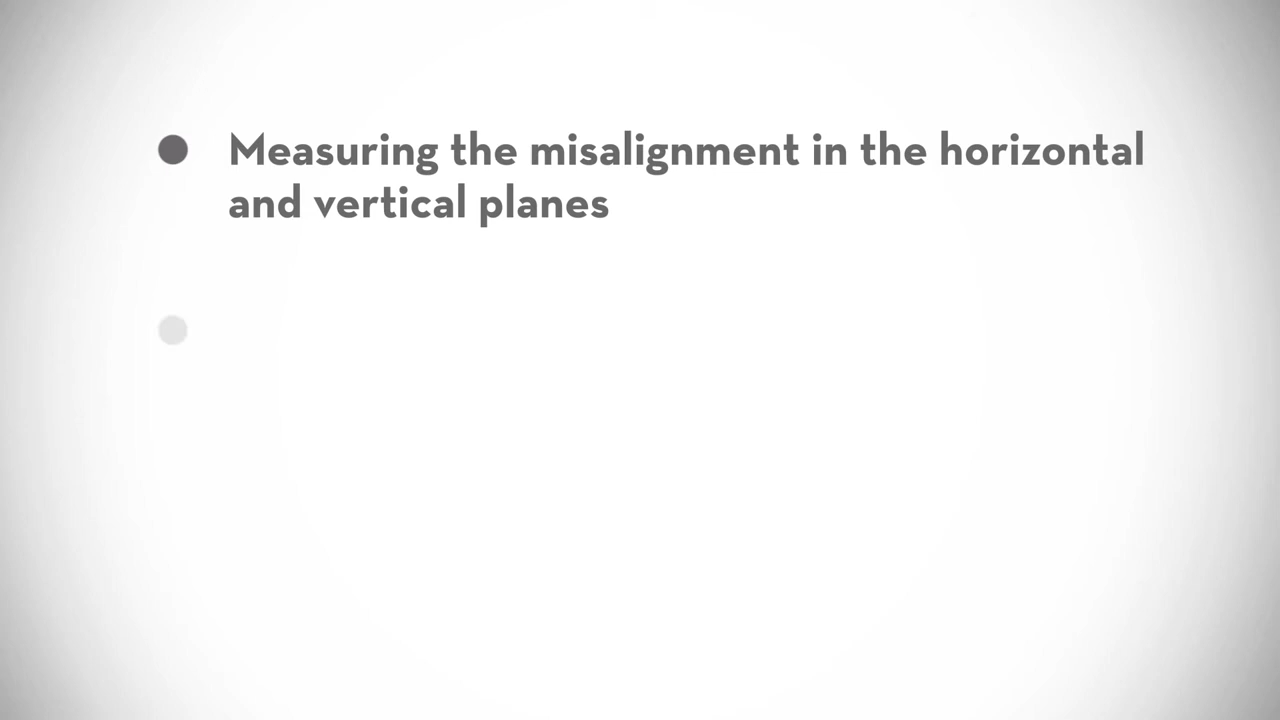 Measuring the misalignment in the horizontal
and vertical planes